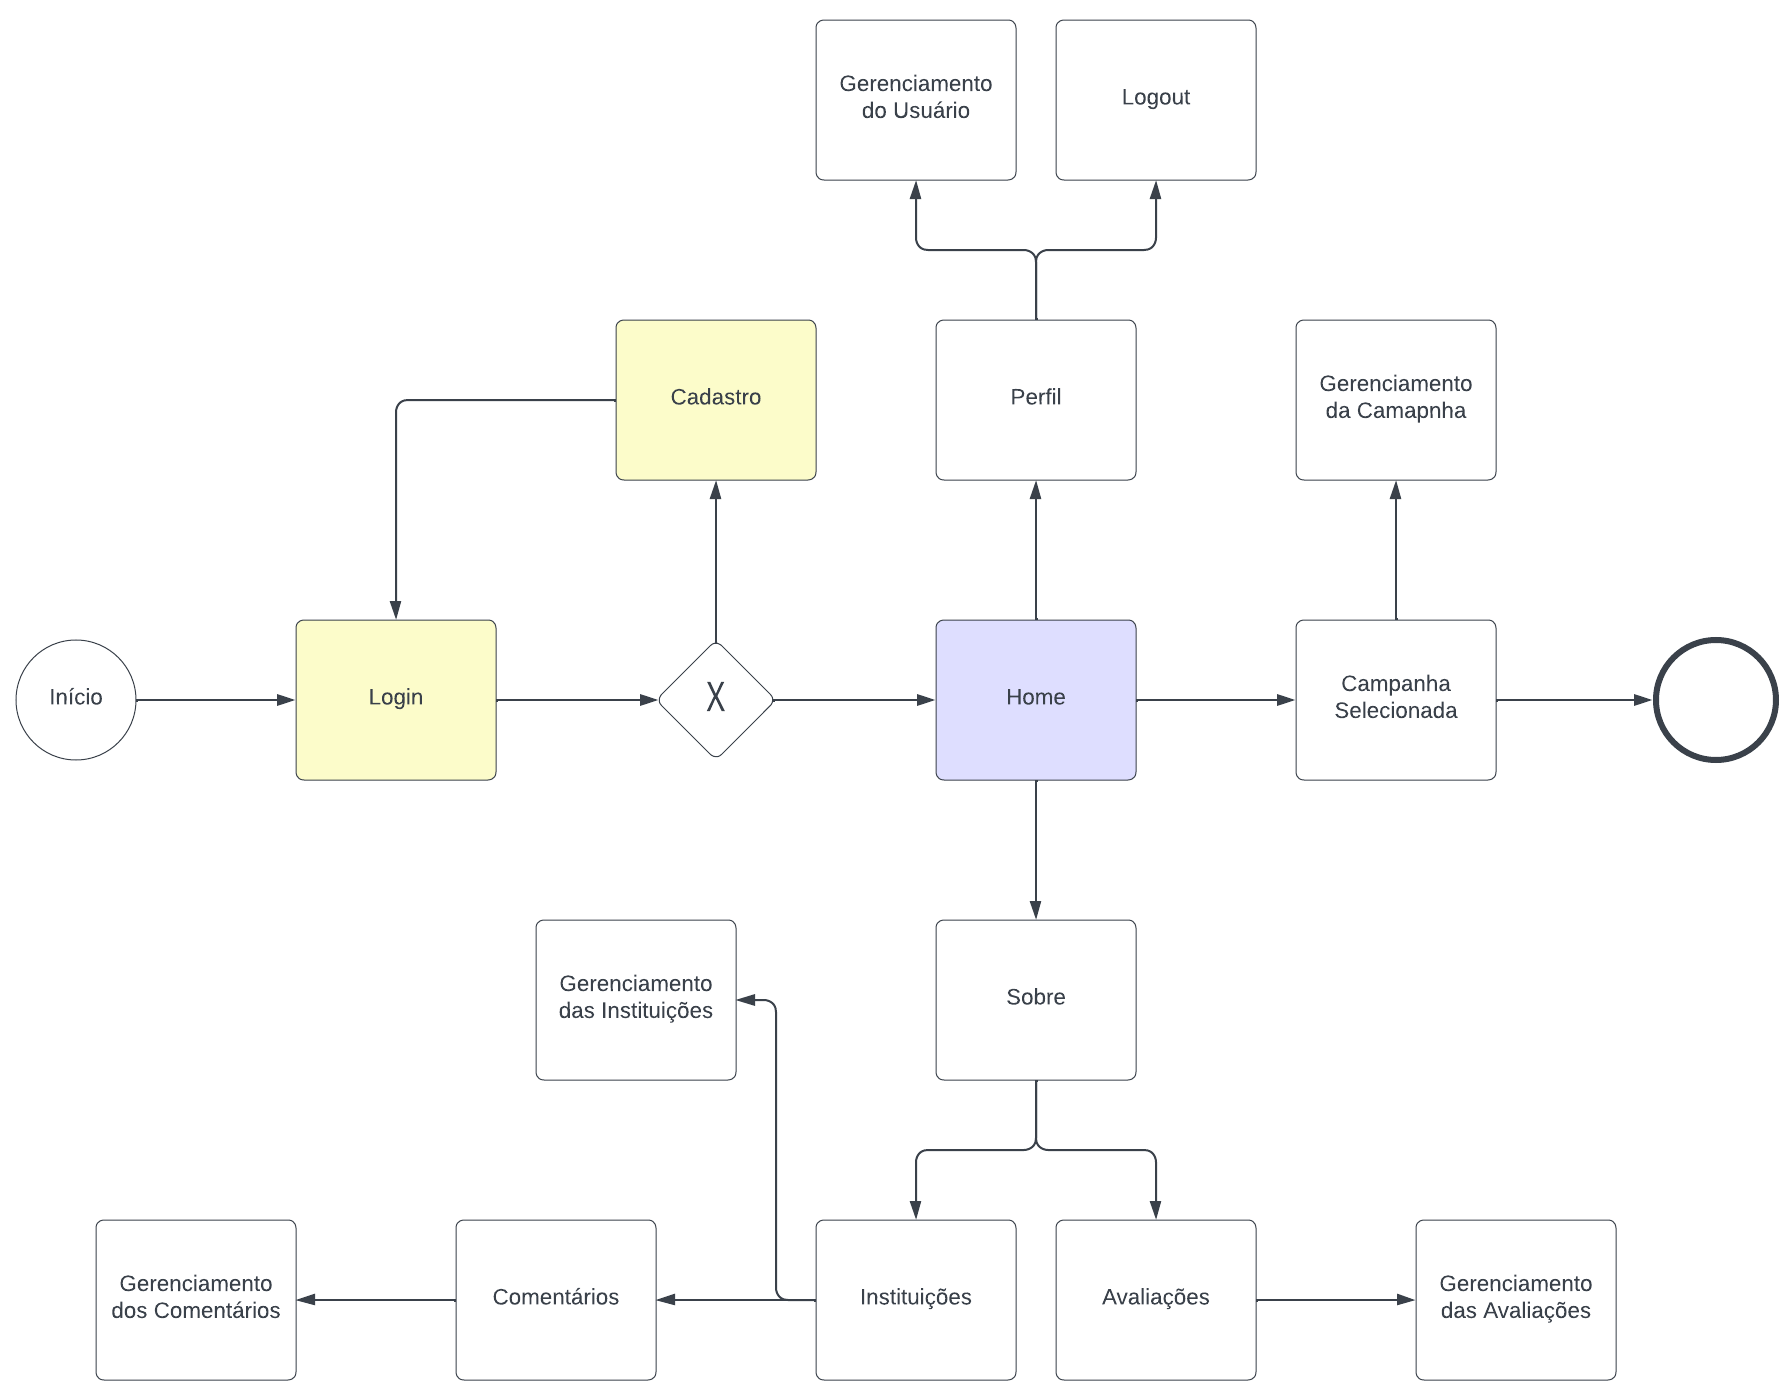 Gerenciamento
do Usuário
Logout
Cadastro
Perfil
Gerenciamento
da Camapnha
Início
Login
X
Home
Campanha
Selecionada
Gerenciamento
das Instituições
Sobre
Gerenciamento
dos Comentários
Comentários
Instituições
Avaliações
Gerenciamento
das Avaliações